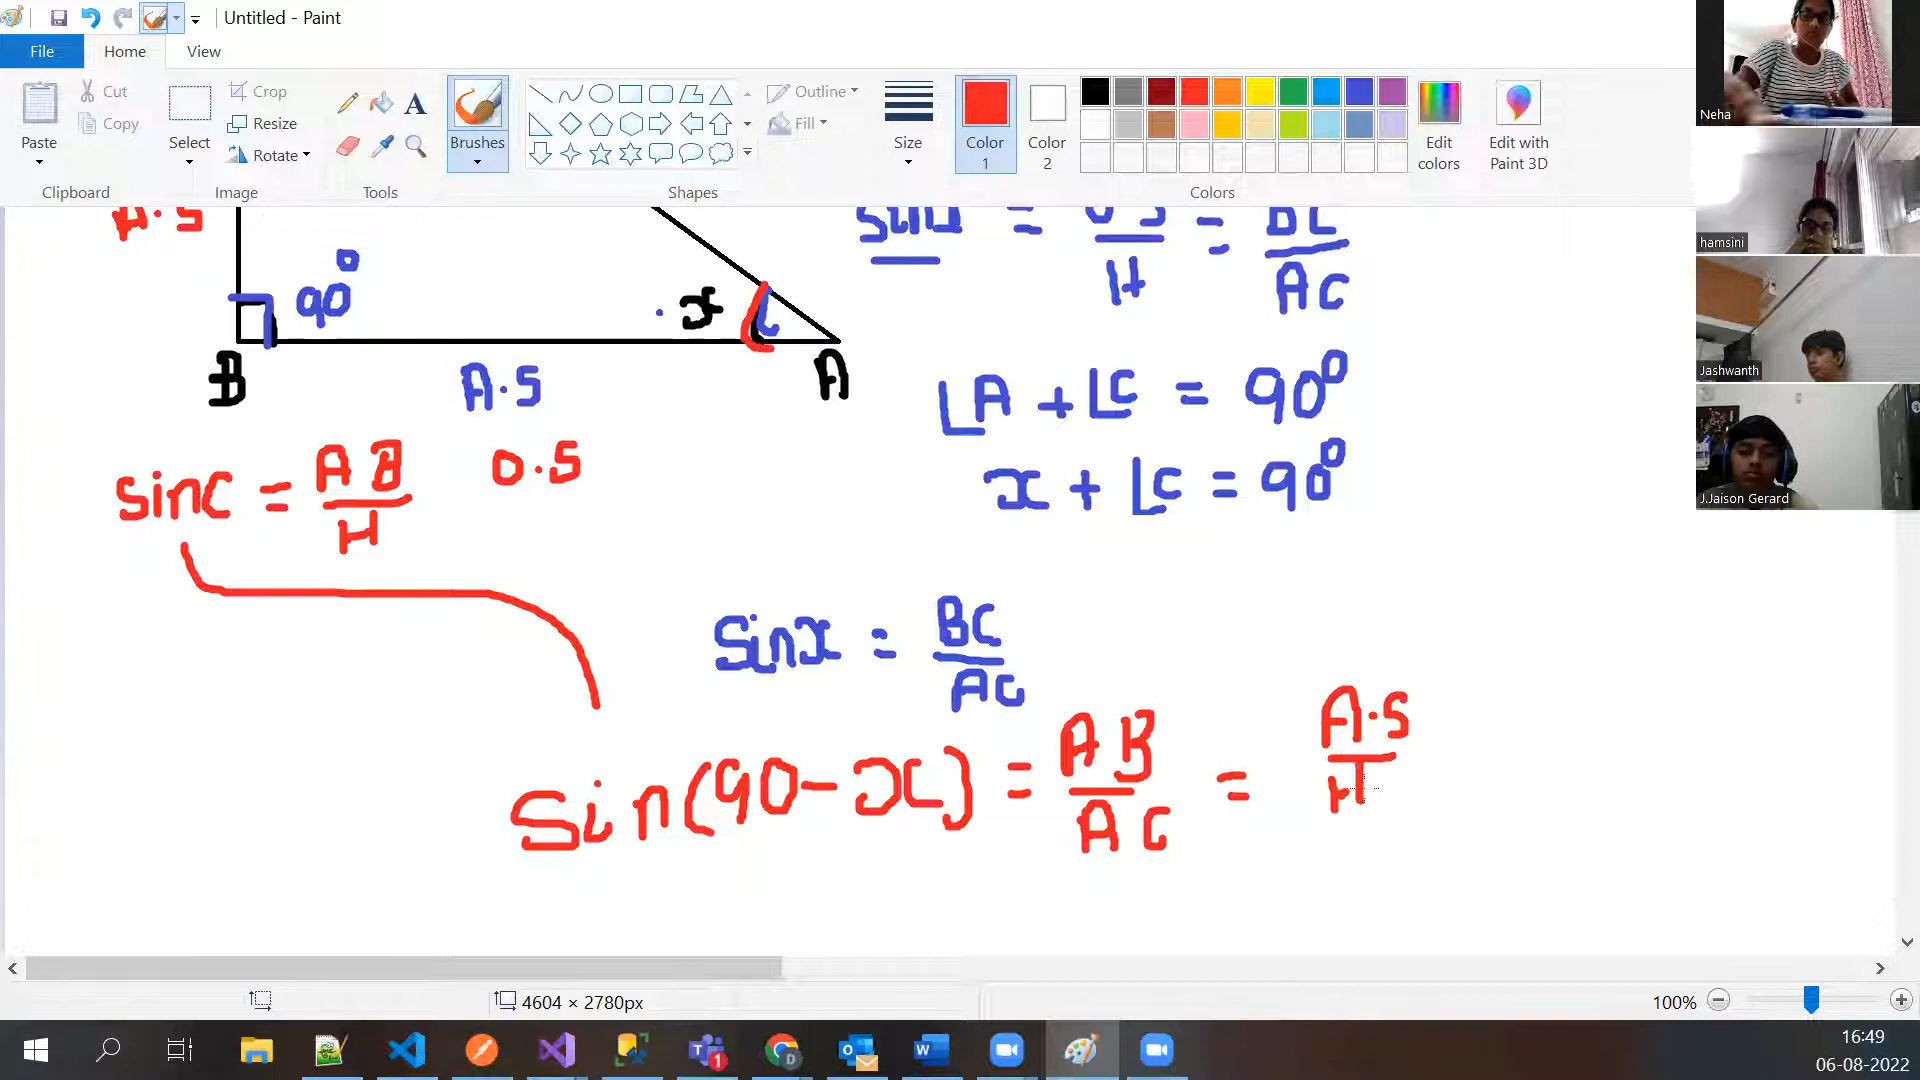 Untitled - Paint
File Home View
Paste
Cut
Copy
Clipboard
Select
Crop
Resize
Rotate
Image
A
Tools
Brushes
Outline
Fill
Shapes
Size
Color 1
Color 2
Edit colors
Edit with Paint 3D
Colors
Neha
hamsini
Jashwanth
J.Jaison Gerard
A.S
90°
x
B
A.S
A
= = BC
H AC
∟A + ∟C = 90°
x + ∟C = 90°
sinC = AB
H
0.5
Sinx = BC
AC
Sin(90-x) = AB
AC
= A.S
H
4604 × 2780px
100%
1
16:49
06-08-2022